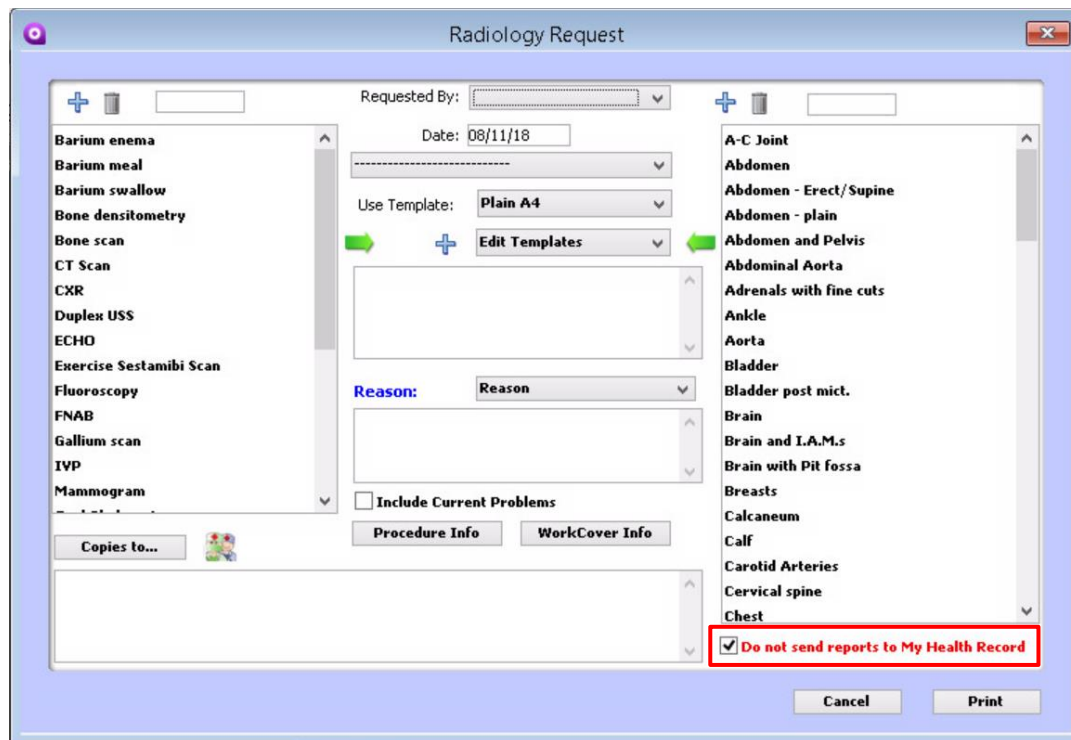 Radiology Request
Requested By:
Date: 08/11/18
----------------------------
Use Template: Plain A4
Edit Templates
Reason: Reason
Include Current Problems
Procedure Info WorkCover Info
Barium enema
Barium meal
Barium swallow
Bone densitometry
Bone scan
CT Scan
CXR
Duplex USS
ECHO
Exercise Sestamibi Scan
Fluoroscopy
FNAB
Gallium scan
IVP
Mammogram
Copies to...
A-C Joint
Abdomen
Abdomen - Erect/Supine
Abdomen - plain
Abdomen and Pelvis
Abdominal Aorta
Adrenals with fine cuts
Ankle
Aorta
Bladder
Bladder post mict.
Brain
Brain and I.A.M.s
Brain with Pit fossa
Breasts
Calcaneum
Calf
Carotid Arteries
Cervical spine
Chest
Do not send reports to My Health Record
Cancel Print